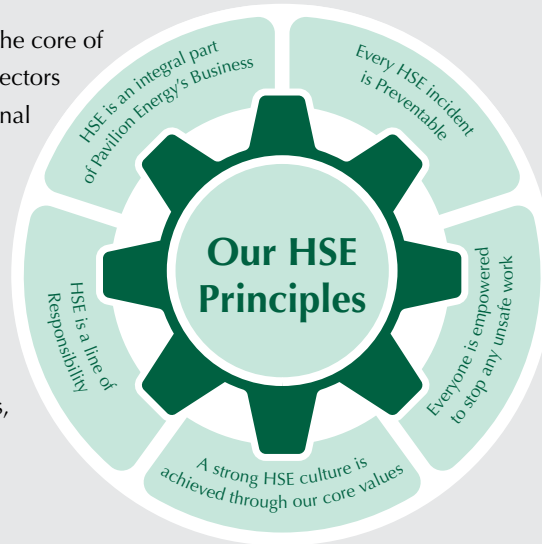 he core of
ectors
nal
s,
HSE is an integral part
of Pavilion Energy's Business
Every HSE incident
is Preventable
Everyone is empowered
to stop any unsafe work
A strong HSE culture is
achieved through our core values
HSE is a line of
Responsibility
Our HSE
Principles